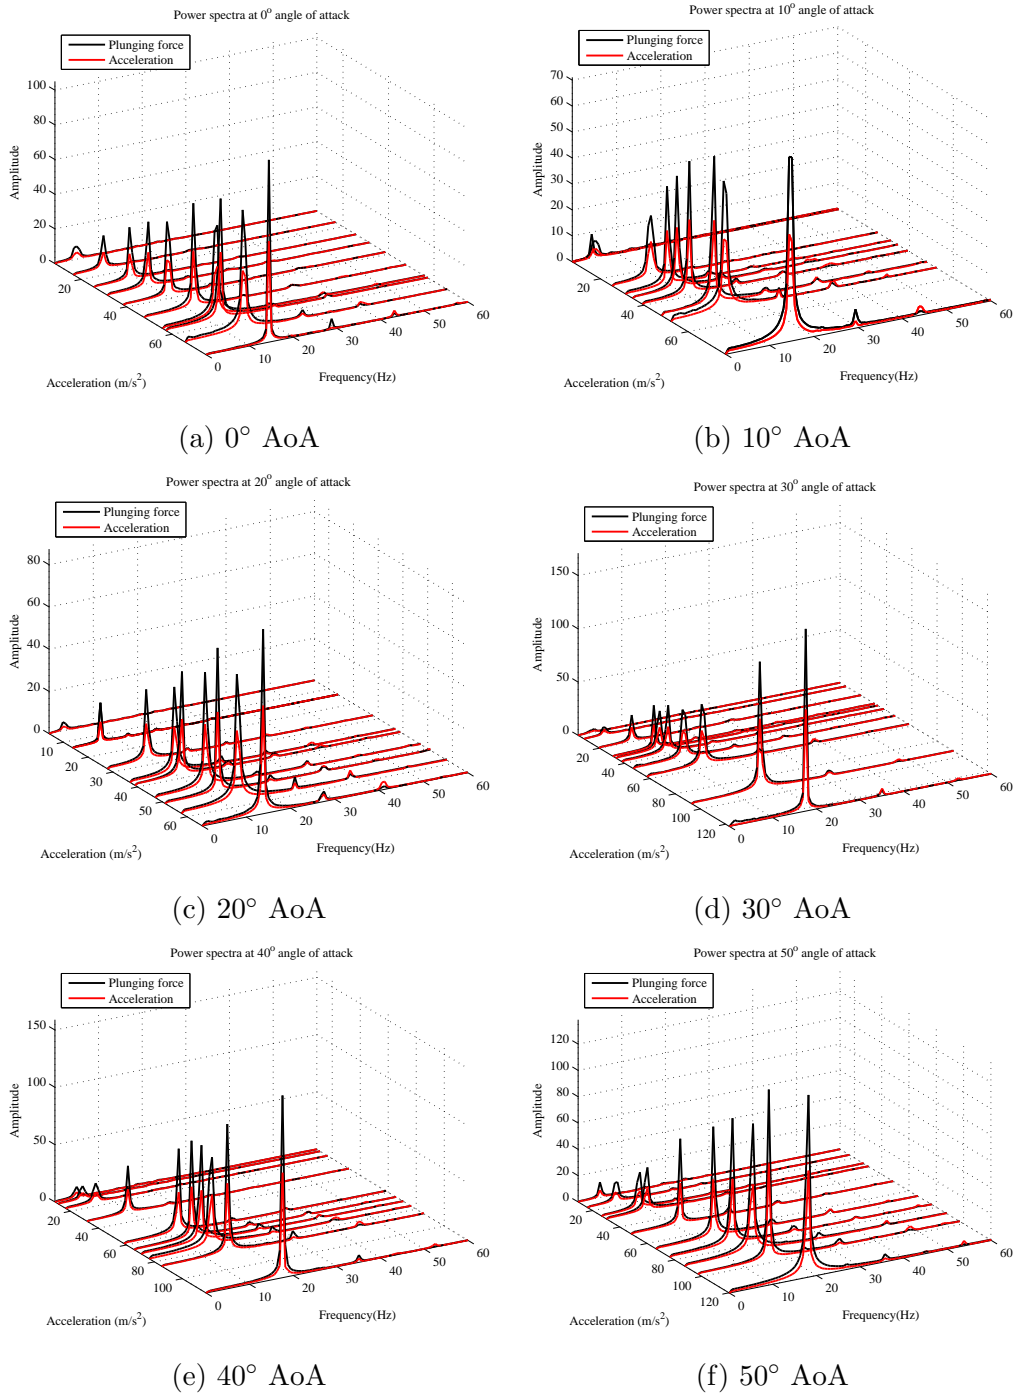 Power spectra at 0° angle of attack
Plunging force
Acceleration
100
80
60
40
20
0
Amplitude
20
40
60
Acceleration (m/s²)
0
10
20
30
40
50
60
Frequency(Hz)
(a) 0° AoA
Power spectra at 10° angle of attack
Plunging force
Acceleration
70
60
50
40
30
20
10
0
Amplitude
20
40
60
Acceleration (m/s²)
0
10
20
30
40
50
60
Frequency(Hz)
(b) 10° AoA
Power spectra at 20° angle of attack
Plunging force
Acceleration
80
60
40
20
0
Amplitude
10
20
30
40
50
60
Acceleration (m/s²)
0
10
20
30
40
50
60
Frequency(Hz)
(c) 20° AoA
Power spectra at 30° angle of attack
Plunging force
Acceleration
150
100
50
0
Amplitude
20
40
60
80
100
120
Acceleration (m/s²)
0
10
20
30
40
50
60
Frequency(Hz)
(d) 30° AoA
Power spectra at 40° angle of attack
Plunging force
Acceleration
150
100
50
0
Amplitude
20
40
60
80
100
Acceleration (m/s²)
0
10
20
30
40
50
60
Frequency(Hz)
(e) 40° AoA
Power spectra at 50° angle of attack
Plunging force
Acceleration
120
100
80
60
40
20
0
Amplitude
20
40
60
80
100
120
Acceleration (m/s²)
0
10
20
30
40
50
60
Frequency(Hz)
(f) 50° AoA